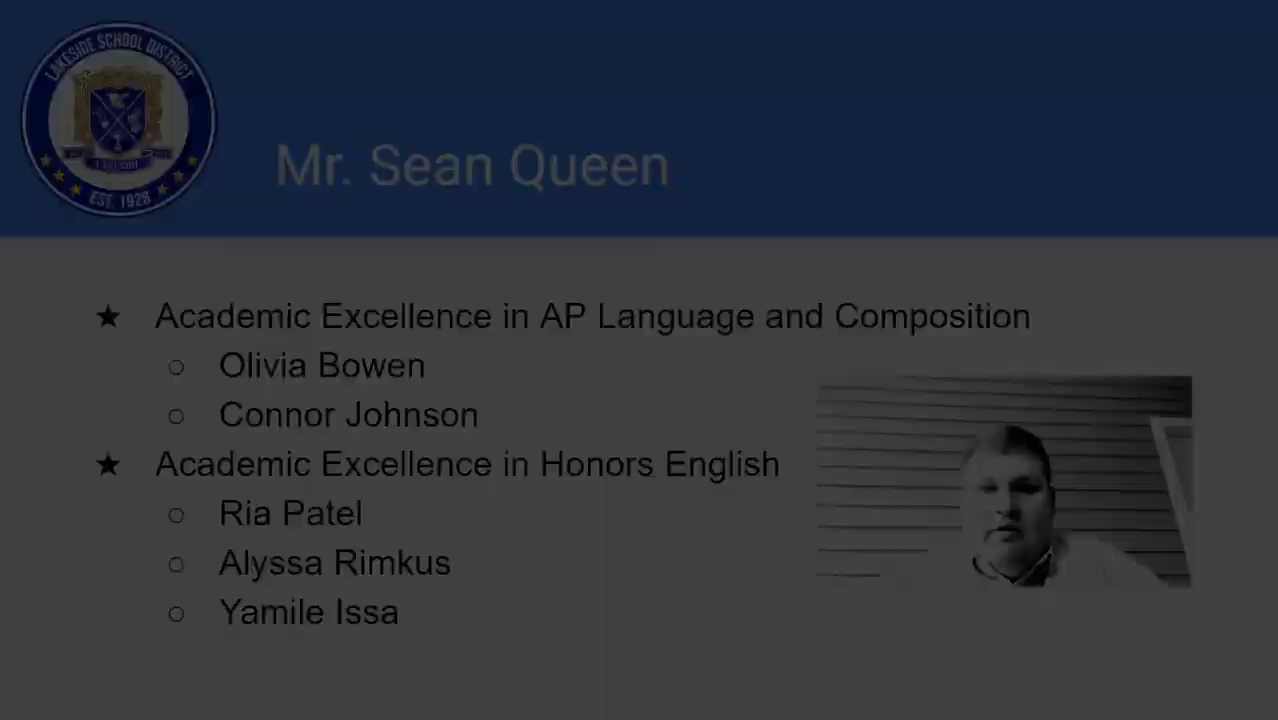 LAKESIDE SCHOOL DISTRICT
EST. 1926
Mr. Sean Queen
★ Academic Excellence in AP Language and Composition
○ Olivia Bowen
○ Connor Johnson
★ Academic Excellence in Honors English
○ Ria Patel
○ Alyssa Rimkus
○ Yamile Issa